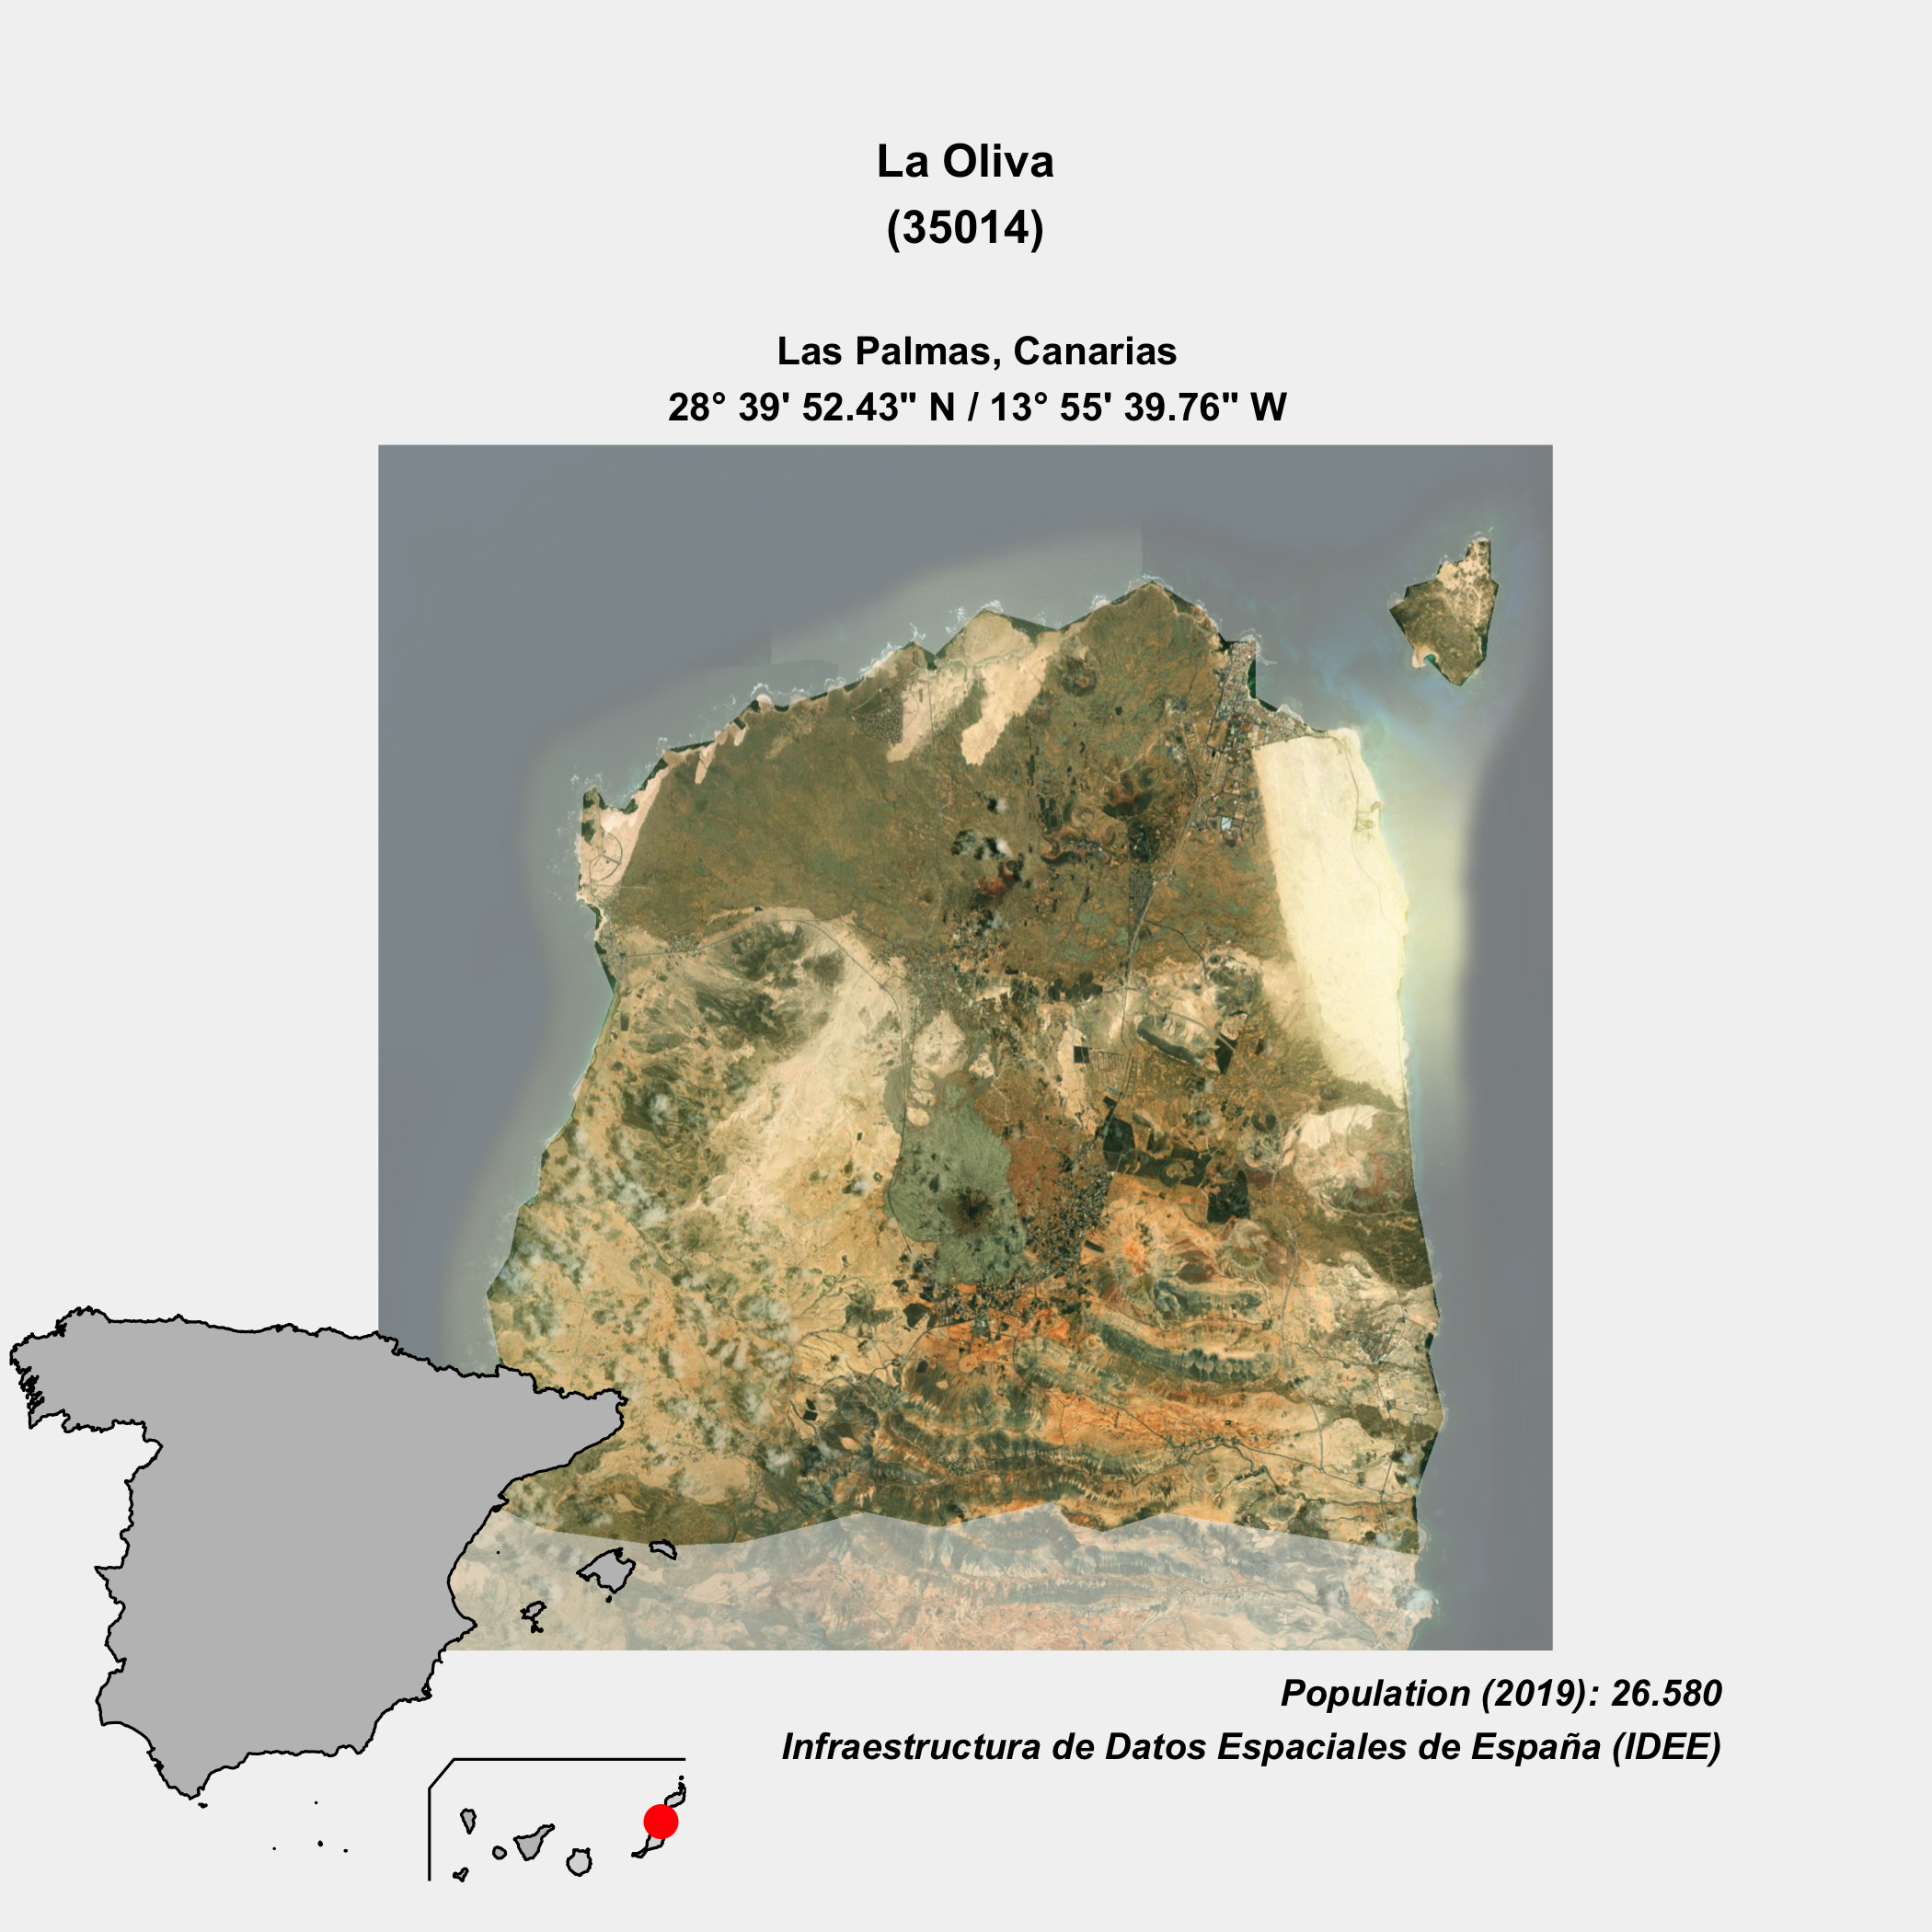 La Oliva
(35014)
Las Palmas, Canarias
28° 39' 52.43" N / 13° 55' 39.76" W
Population (2019): 26.580
Infraestructura de Datos Espaciales de España (IDEE)